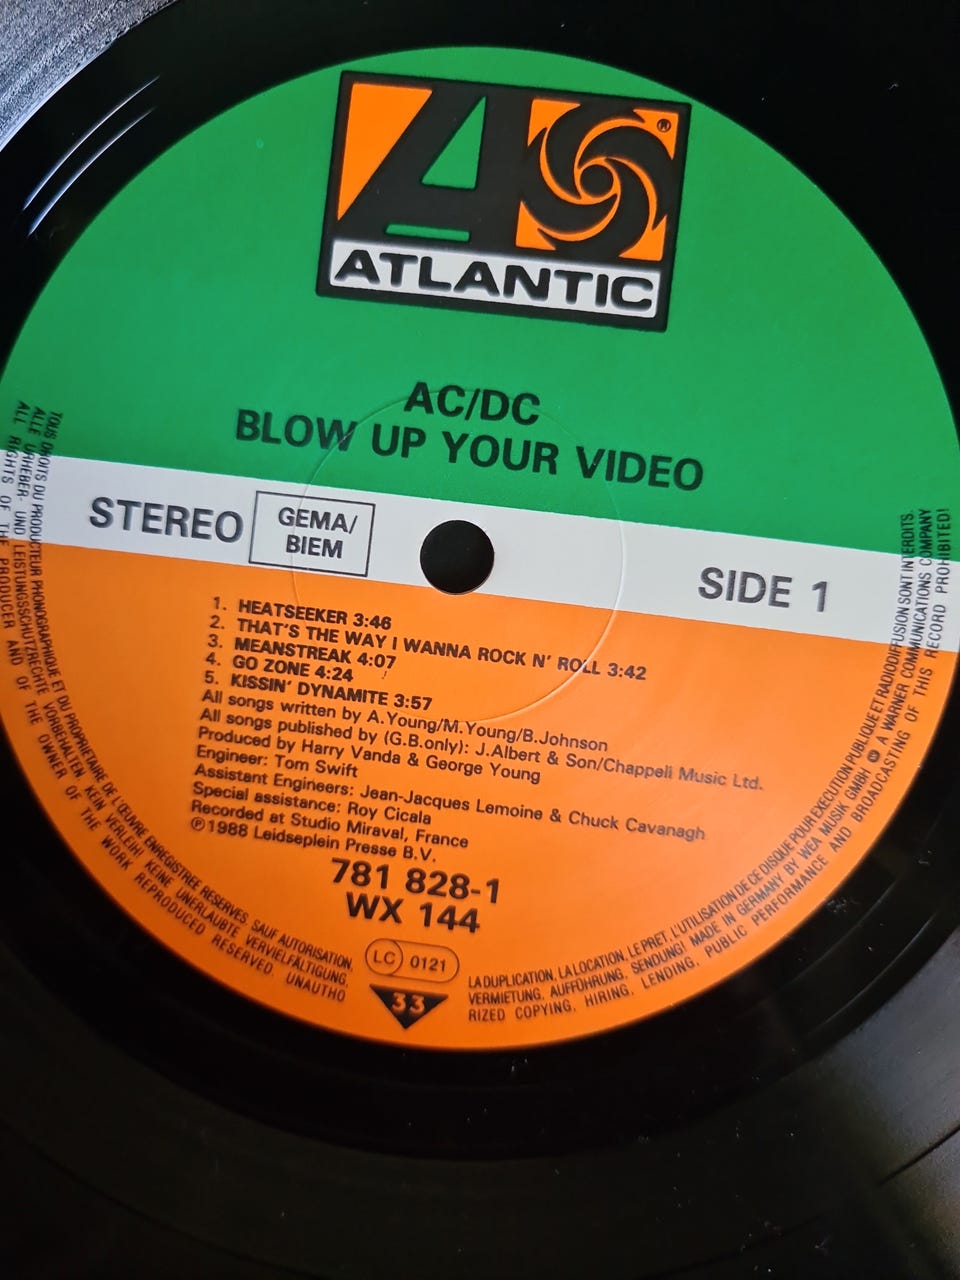 ATLANTIC
®
AC/DC
BLOW UP YOUR VIDEO
STEREO
GEMA/
BIEM
SIDE 1
1. HEATSEEKER 3:46
2. THAT'S THE WAY I WANNA ROCK N' ROLL 3:42
3. MEANSTREAK 4:07
4. GO ZONE 4:24
5. KISSIN' DYNAMITE 3:57
All songs written by A.Young/M.Young/B.Johnson
All songs published by (G.B.only): J.Albert & Son/Chappell Music Ltd.
Produced by Harry Vanda & George Young
Engineer: Tom Swift
Assistant Engineers: Jean-Jacques Lemoine & Chuck Cavanagh
Special assistance: Roy Cicala
Recorded at Studio Miraval, France
℗1988 Leidseplein Presse B.V.
781 828-1
WX 144
LC 0121
33
TOUS DROITS DU PRODUCTEUR PHONOGRAPHIQUE ET DU PROPRIETAIRE DE L'ŒUVRE ENREGISTREE RESERVES. SAUF AUTORISATION, LA DUPLICATION, LA LOCATION, LE PRET, L'UTILISATION DE CE DISQUE POUR EXECUTION PUBLIQUE ET RADIODIFFUSION SONT INTERDITS.
ALLE URHEBER- UND LEISTUNGSSCHUTZRECHTE VORBEHALTEN. KEIN VERLEIH! KEINE UNERLAUBTE VERVIELFÄLTIGUNG, VERMIETUNG, AUFFÜHRUNG, SENDUNG! MADE IN GERMANY BY WEA MUSIK GMBH A WARNER COMMUNICATIONS COMPANY
ALL RIGHTS OF THE PRODUCER AND OF THE OWNER OF THE WORK REPRODUCED RESERVED. UNAUTHORIZED COPYING, HIRING, LENDING, PUBLIC PERFORMANCE AND BROADCASTING OF THIS RECORD PROHIBITED!